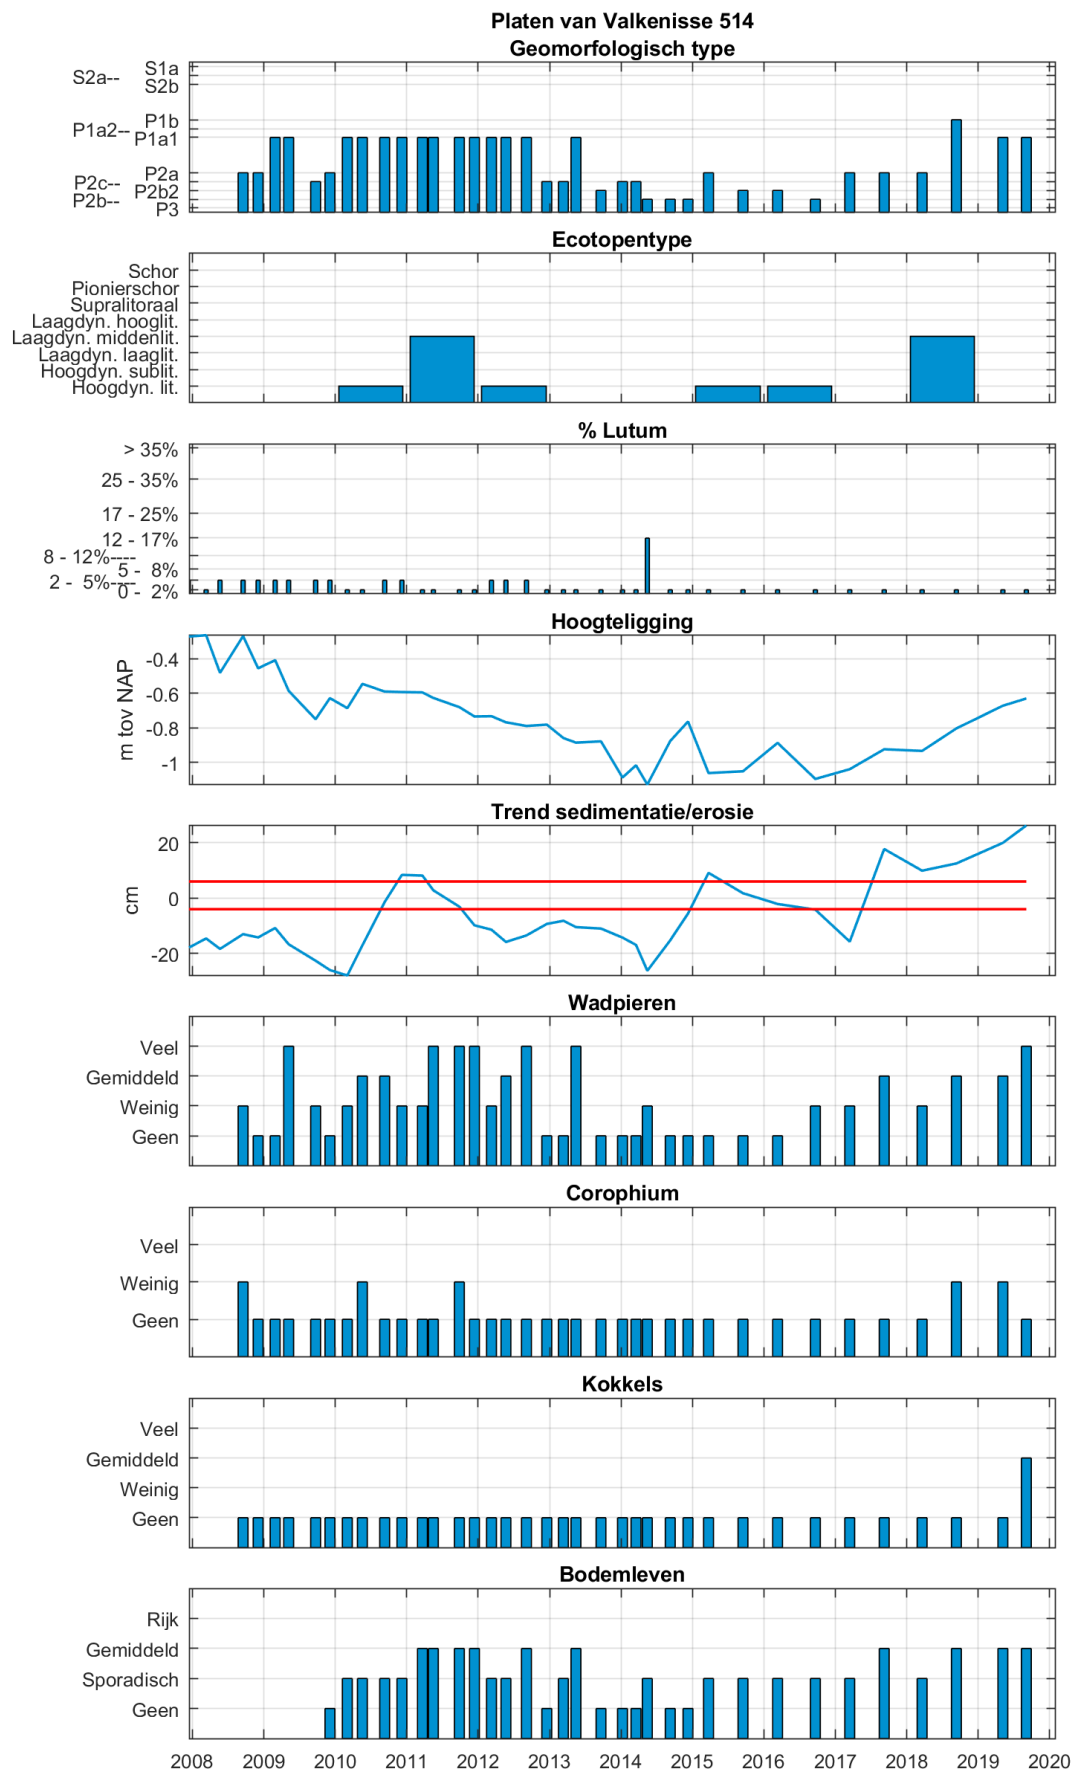 Platen van Valkenisse 514
Geomorfologisch type
S1a
S2a--
S2b
P1b
P1a2--
P1a1
P2a
P2c--
P2b2
P2b--
P3
Ecotopentype
Schor
Pionierschor
Supralitoraal
Laagdyn. hooglit.
Laagdyn. middenlit.
Laagdyn. laaglit.
Hoogdyn. sublit.
Hoogdyn. lit.
% Lutum
> 35%
25 - 35%
17 - 25%
12 - 17%
8 - 12%----
5 - 8%
2 - 5%----
0 - 2%
Hoogteligging
m tov NAP
-0.4
-0.6
-0.8
-1
Trend sedimentatie/erosie
cm
20
0
-20
Wadpieren
Veel
Gemiddeld
Weinig
Geen
Corophium
Veel
Weinig
Geen
Kokkels
Veel
Gemiddeld
Weinig
Geen
Bodemleven
Rijk
Gemiddeld
Sporadisch
Geen
2008 2009 2010 2011 2012 2013 2014 2015 2016 2017 2018 2019 2020